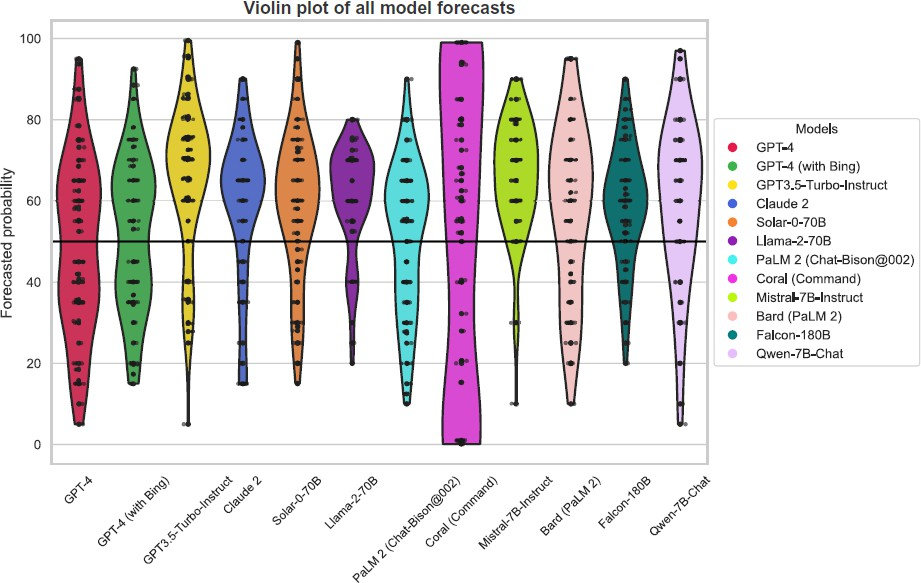 Violin plot of all model forecasts
Forecasted probability
100
80
60
40
20
0
GPT-4
GPT-4 (with Bing)
GPT3.5-Turbo-Instruct
Claude 2
Solar-0-70B
Llama-2-70B
PaLM 2 (Chat-Bison@002)
Coral (Command)
Mistral-7B-Instruct
Bard (PaLM 2)
Falcon-180B
Qwen-7B-Chat
Models
GPT-4
GPT-4 (with Bing)
GPT3.5-Turbo-Instruct
Claude 2
Solar-0-70B
Llama-2-70B
PaLM 2 (Chat-Bison@002)
Coral (Command)
Mistral-7B-Instruct
Bard (PaLM 2)
Falcon-180B
Qwen-7B-Chat